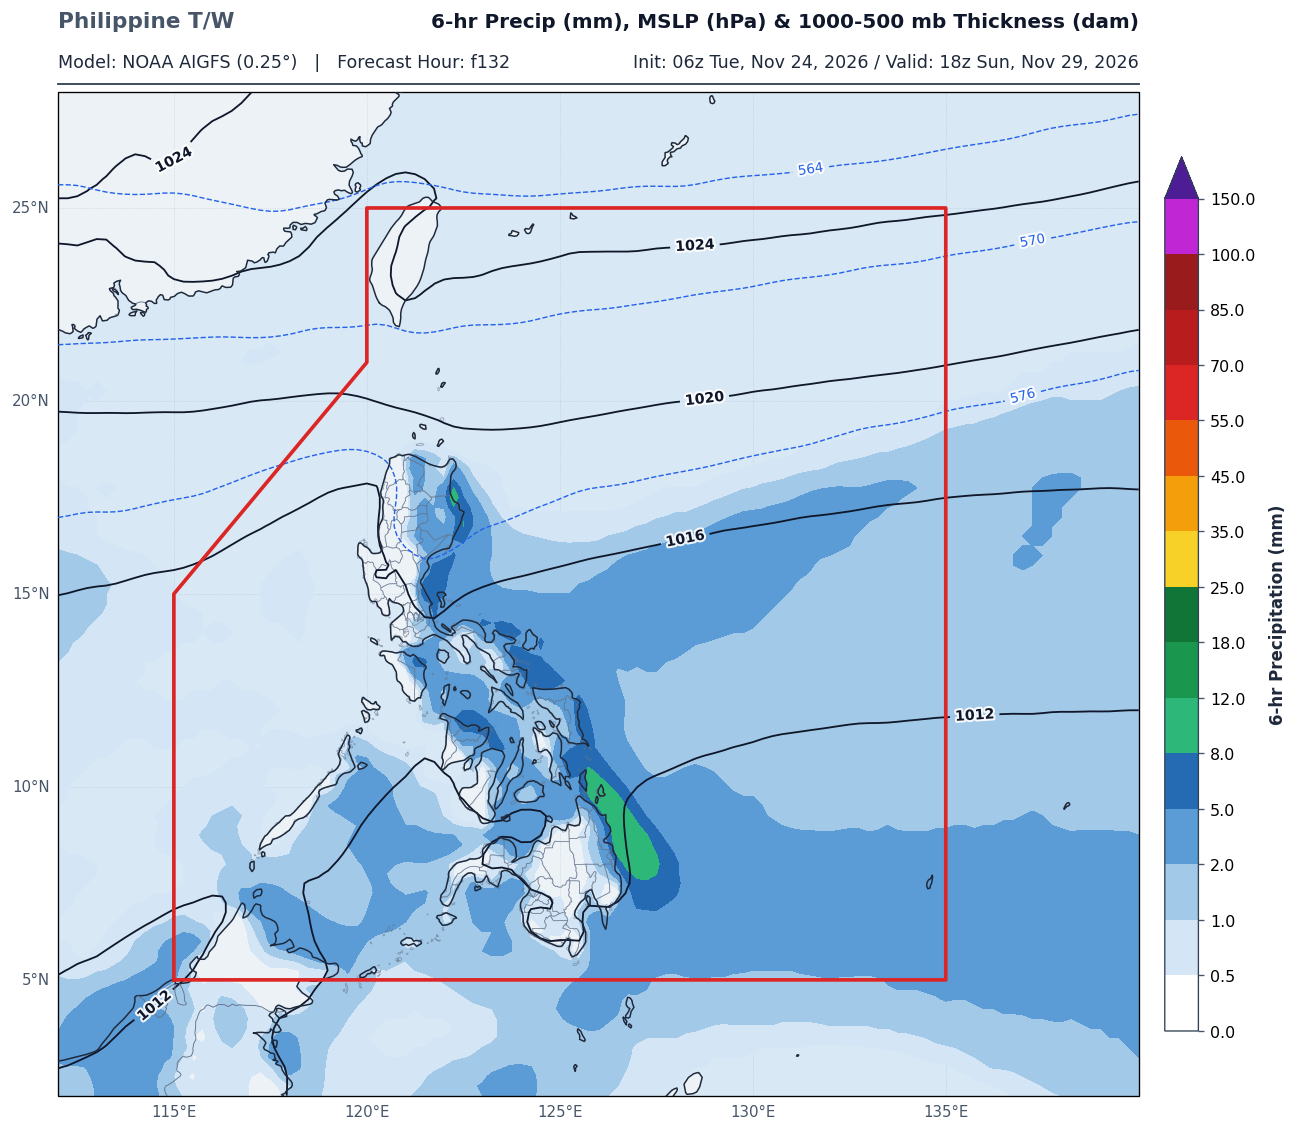 Philippine T/W
6-hr Precip (mm), MSLP (hPa) & 1000-500 mb Thickness (dam)
Model: NOAA AIGFS (0.25°) | Forecast Hour: f132
Init: 06z Tue, Nov 24, 2026 / Valid: 18z Sun, Nov 29, 2026
1024
564
25°N
1024
570
1020
20°N
576
1016
15°N
1012
10°N
5°N
1012
115°E
120°E
125°E
130°E
135°E
150.0
100.0
85.0
70.0
55.0
45.0
35.0
25.0
18.0
12.0
8.0
5.0
2.0
1.0
0.5
0.0
6-hr Precipitation (mm)